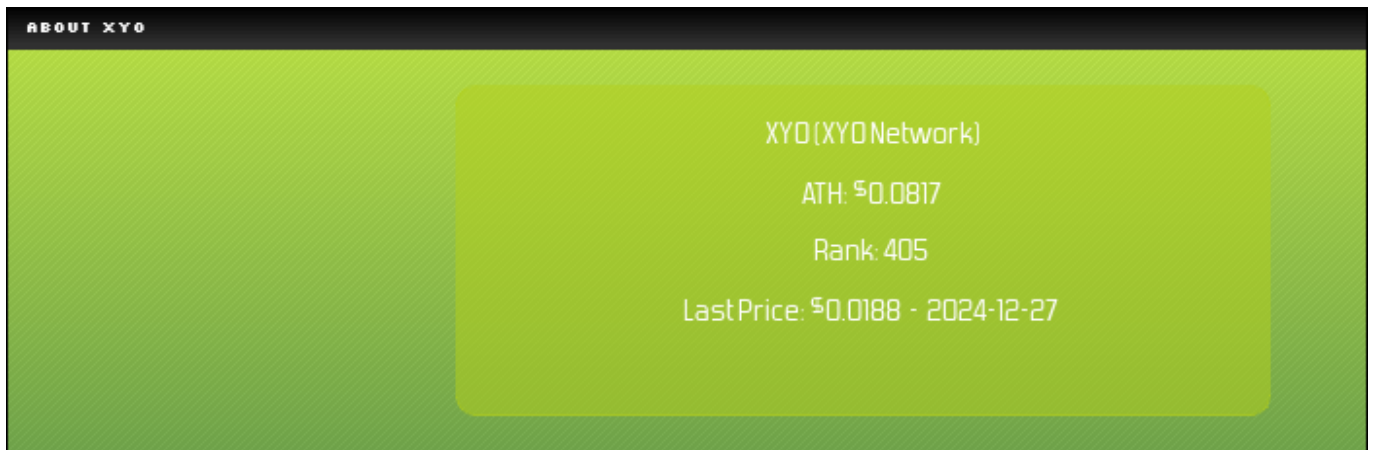 ABOUT XYO
XYO (XYO Network)
ATH: $0.0817
Rank: 405
Last Price: $0.0188 - 2024-12-27